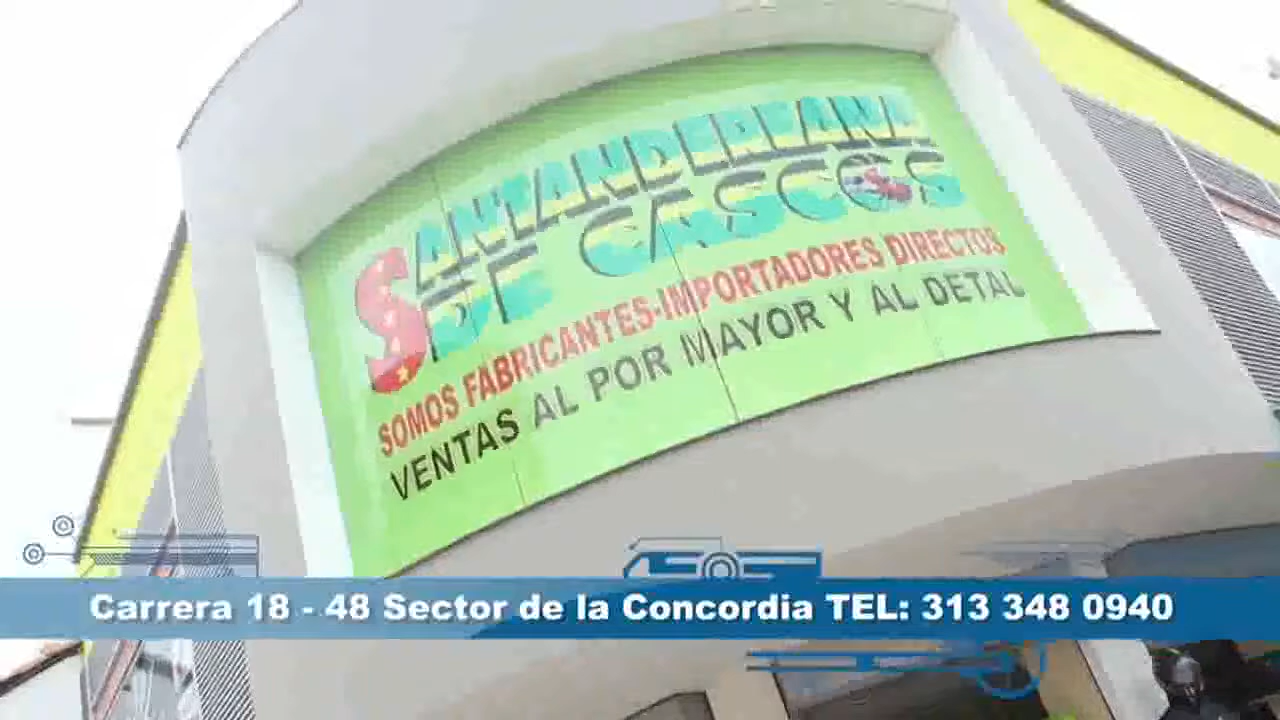 SANTANDEREANA
DE CASCOS
SOMOS FABRICANTES-IMPORTADORES DIRECTOS
VENTAS AL POR MAYOR Y AL DETAL
Carrera 18 - 48 Sector de la Concordia TEL: 313 348 0940